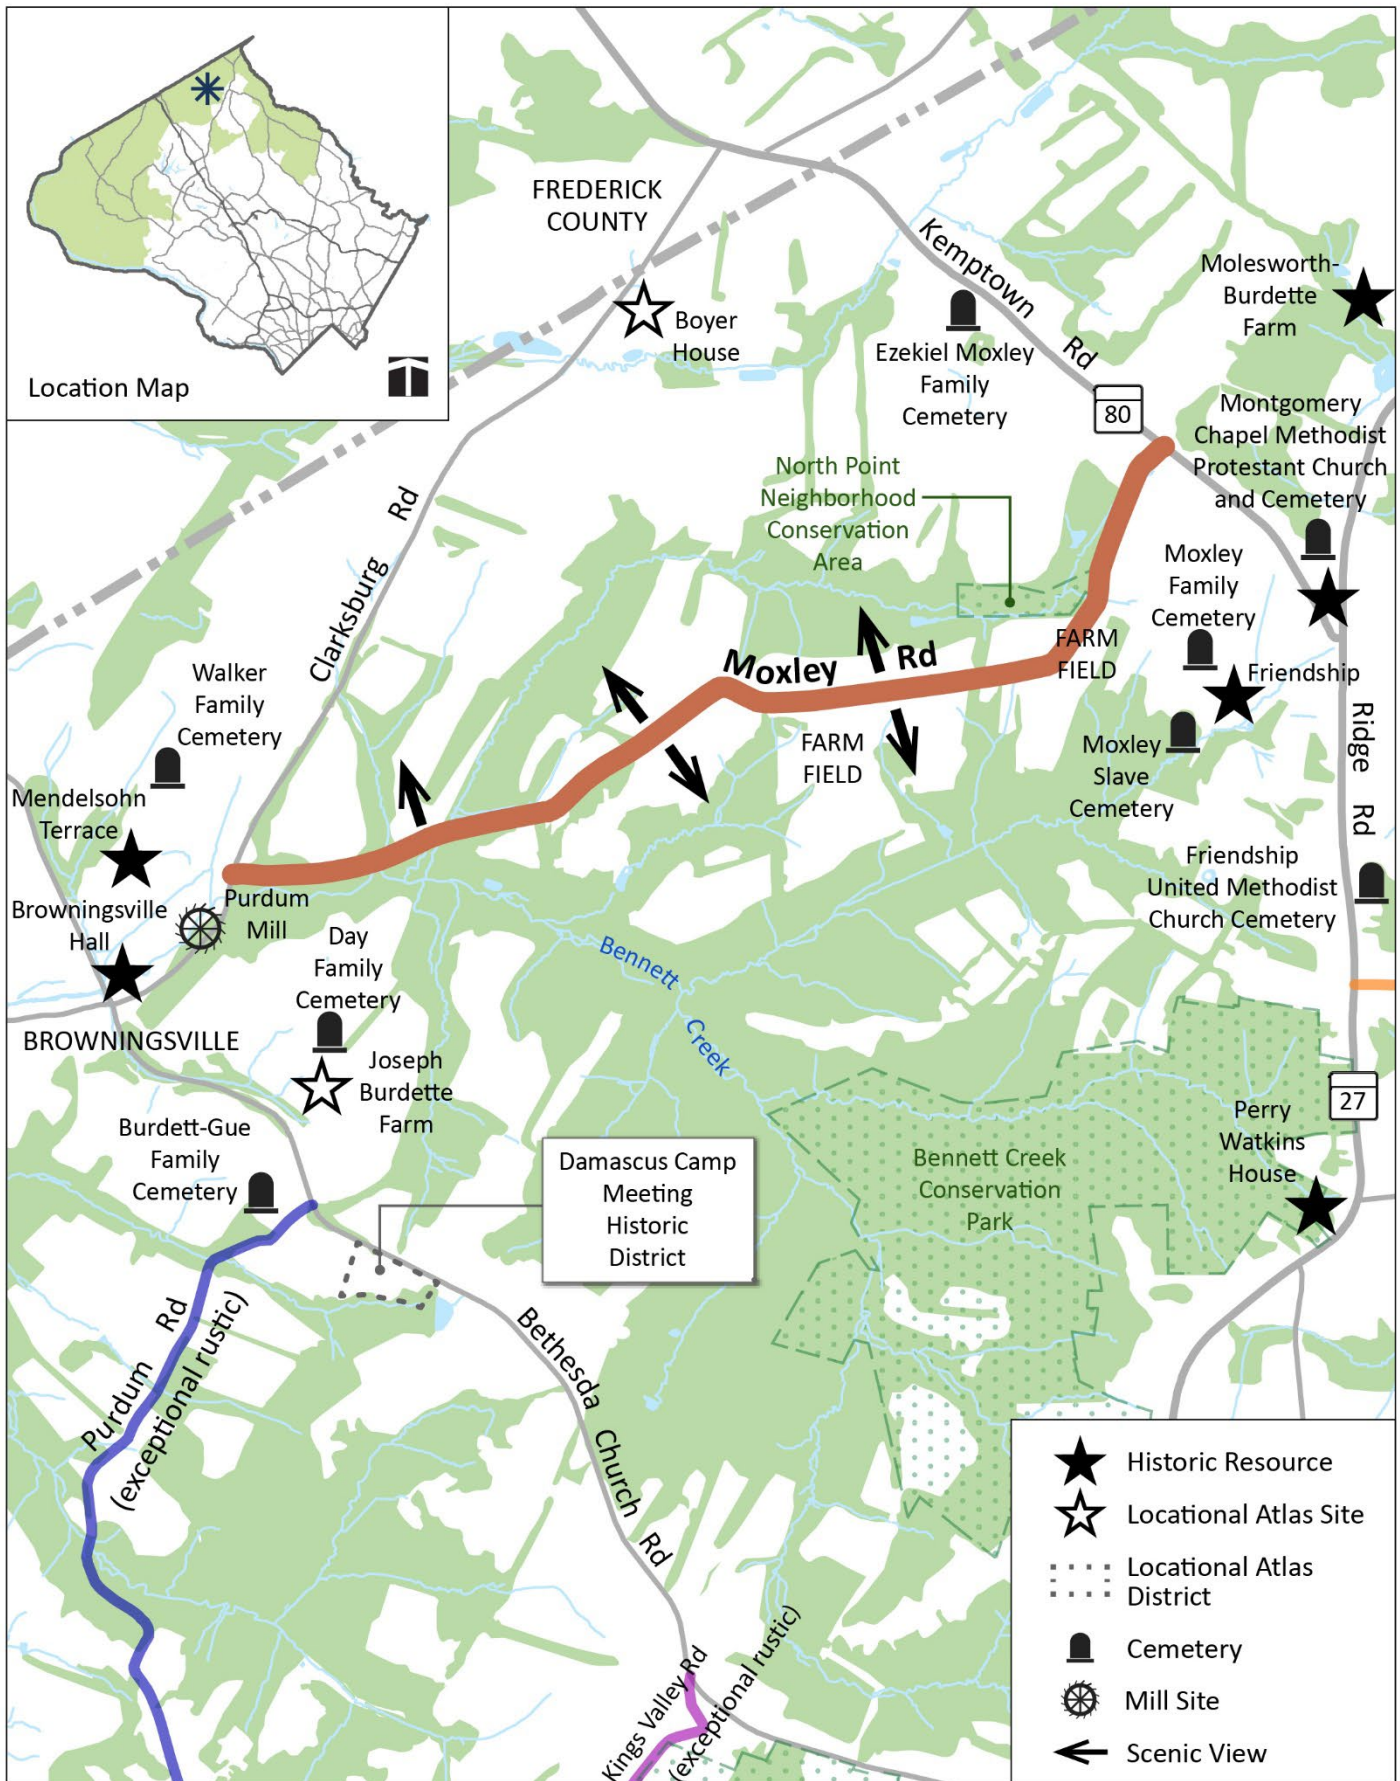 Location Map
FREDERICK
COUNTY
Boyer
House
Kemptown Rd
Ezekiel Moxley
Family
Cemetery
80
Molesworth-
Burdette
Farm
Montgomery
Chapel Methodist
Protestant Church
and Cemetery
North Point
Neighborhood
Conservation
Area
Clarksburg Rd
Moxley
Family
Cemetery
Friendship
Moxley
Slave
Cemetery
Moxley Rd
FARM
FIELD
FARM
FIELD
Ridge Rd
Walker
Family
Cemetery
Mendelsohn
Terrace
Browningsville
Hall
Purdum
Mill
Friendship
United Methodist
Church Cemetery
Day
Family
Cemetery
Bennett
Creek
BROWNINGSVILLE
Joseph
Burdette
Farm
27
Perry
Watkins
House
Burdett-Gue
Family
Cemetery
Damascus Camp
Meeting
Historic
District
Bennett Creek
Conservation
Park
Purdum Rd
(exceptional rustic)
Bethesda Church Rd
Kings Valley Rd
(exceptional rustic)
Historic Resource
Locational Atlas Site
Locational Atlas
District
Cemetery
Mill Site
Scenic View